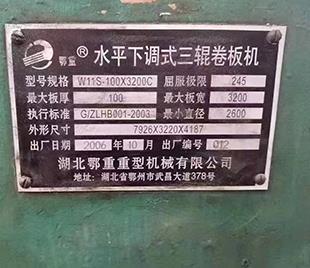 鄂重 ® 水平下调式三辊卷板机
型号规格 W11S-100X3200C 屈服极限 245
最大板厚 100 最大板宽 3200
执行标准 G/ZLHB001-2003 最小直径 2600
外形尺寸 7926X3220X4187
出厂日期 2006 年 10 月 出厂编号 012
湖北鄂重重型机械有限公司
地址: 湖北省鄂州市武昌大道378号